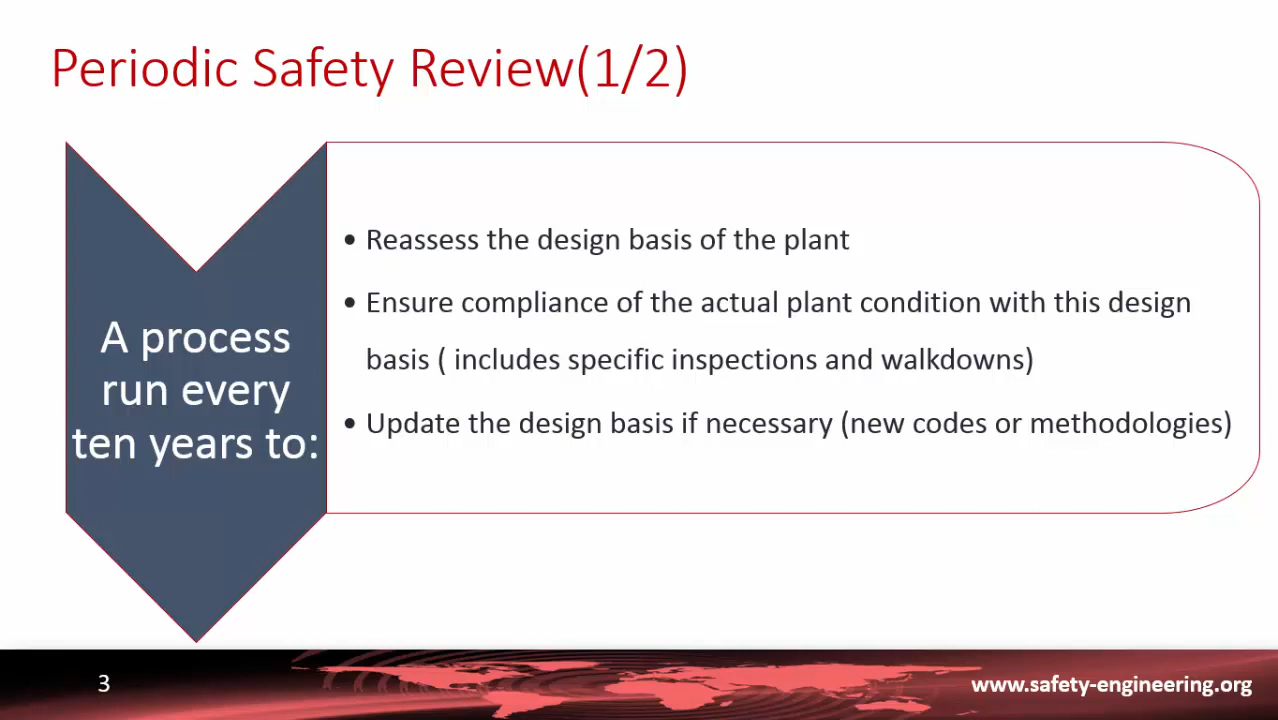 Periodic Safety Review(1/2)
A process
run every
ten years to:
• Reassess the design basis of the plant
• Ensure compliance of the actual plant condition with this design
basis ( includes specific inspections and walkdowns)
• Update the design basis if necessary (new codes or methodologies)
3
www.safety-engineering.org